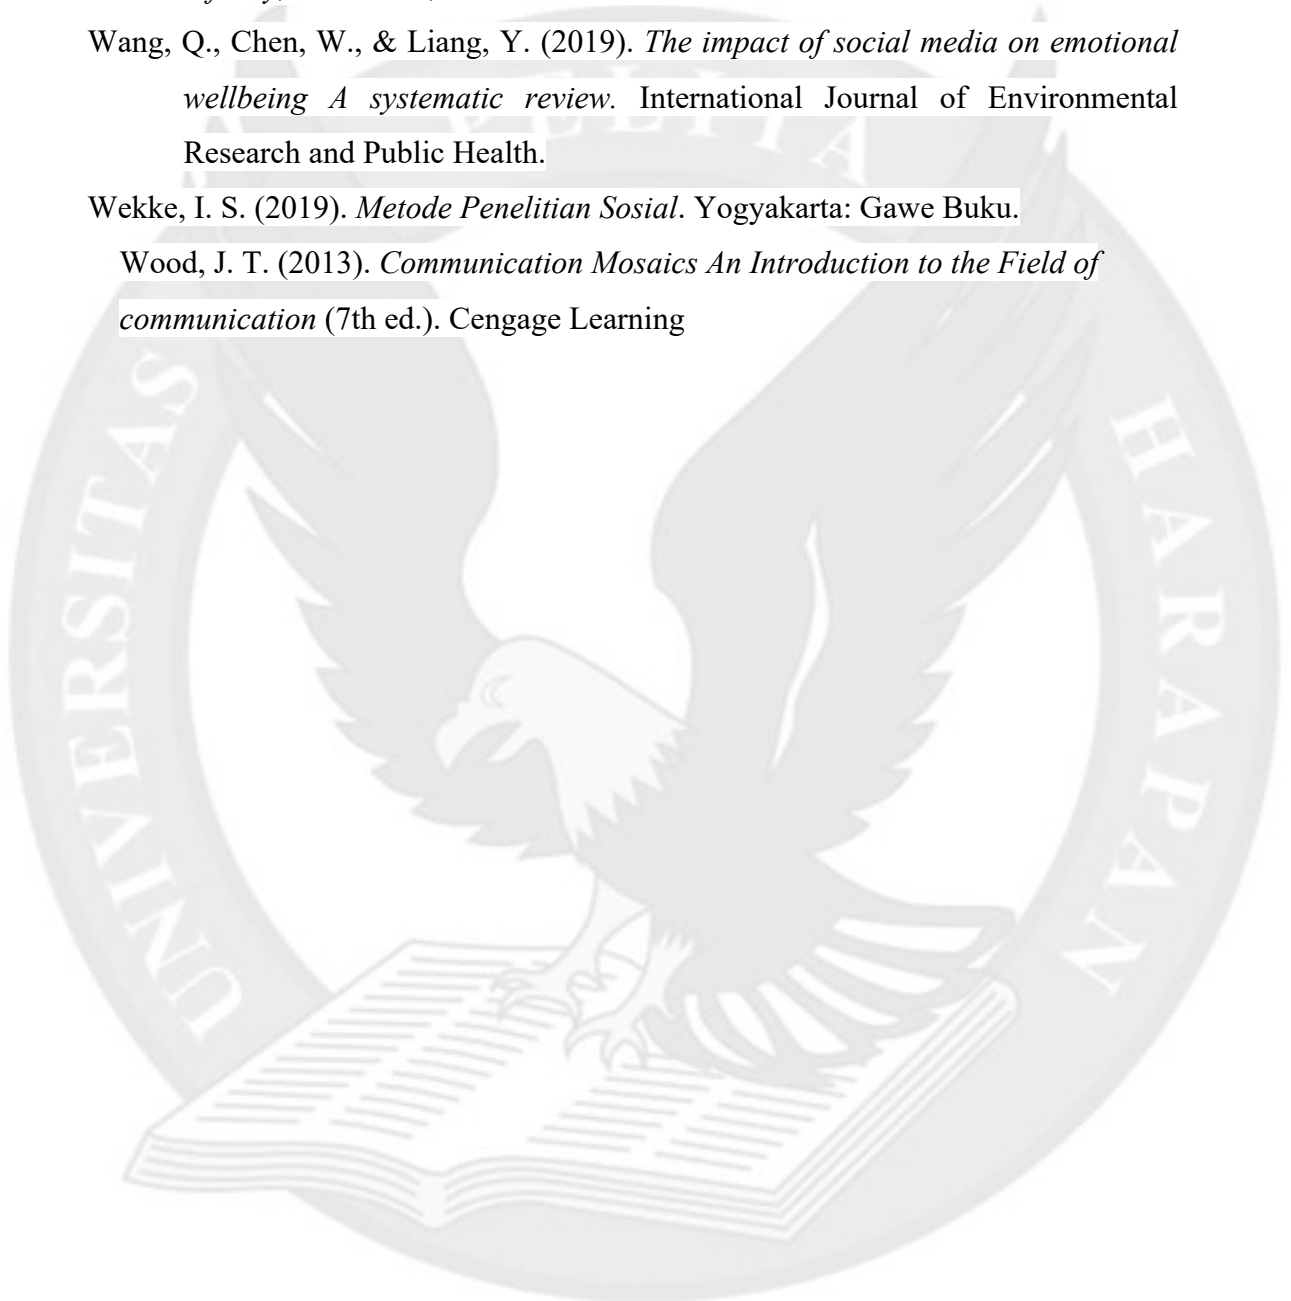 Wang, Q., Chen, W., & Liang, Y. (2019). The impact of social media on emotional
wellbeing A systematic review. International Journal of Environmental
Research and Public Health.
Wekke, I. S. (2019). Metode Penelitian Sosial. Yogyakarta: Gawe Buku.
Wood, J. T. (2013). Communication Mosaics An Introduction to the Field of
communication (7th ed.). Cengage Learning
UNIVERSITAS
PELITA
HARAPAN